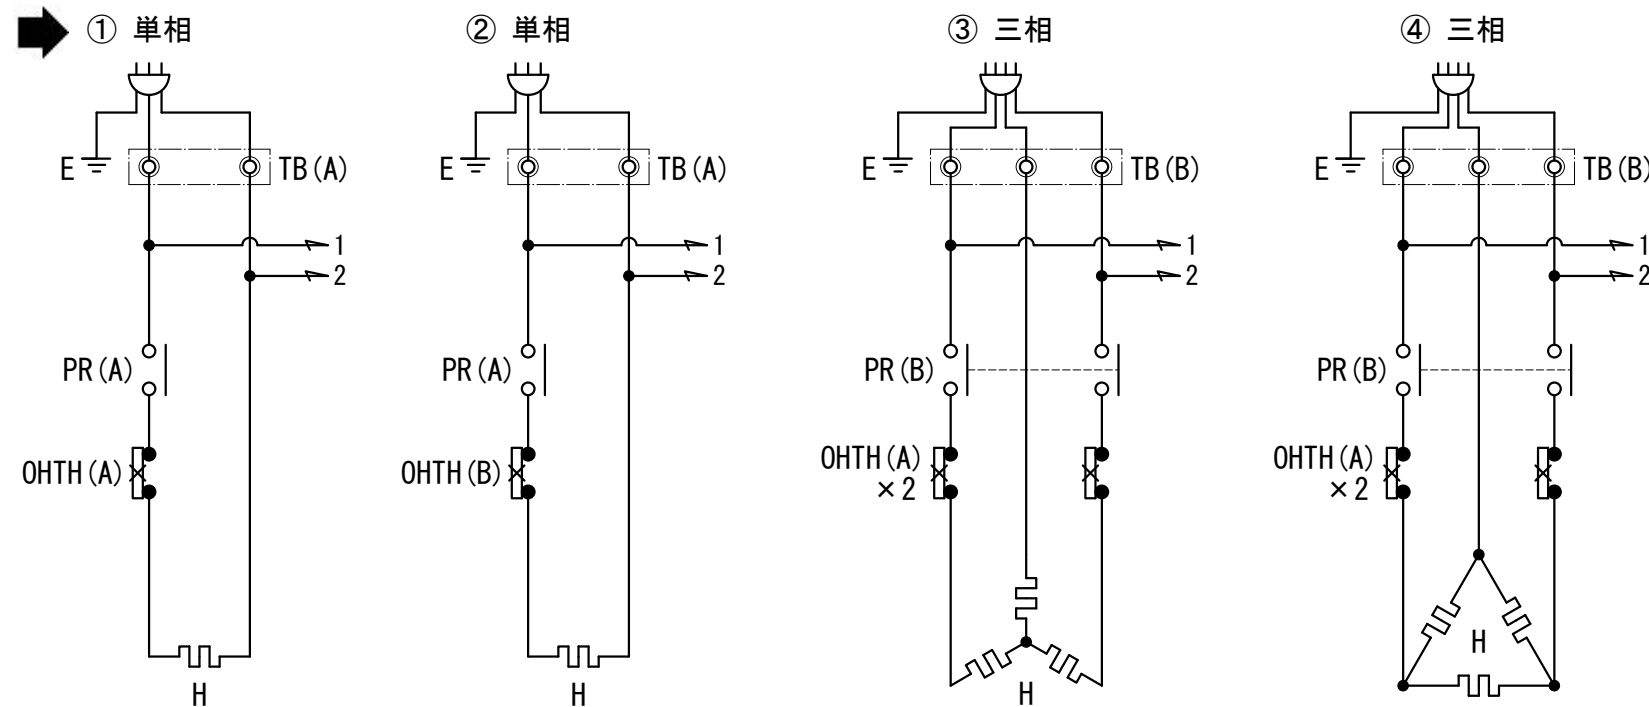 ① 単相
② 単相
③ 三相
④ 三相
E
TB(A)
E
TB(A)
E
TB(B)
E
TB(B)
1
1
1
1
2
2
2
2
PR(A)
PR(A)
PR(B)
PR(B)
OHTH(A)
OHTH(B)
OHTH(A)
×2
OHTH(A)
×2
H
H
H
H